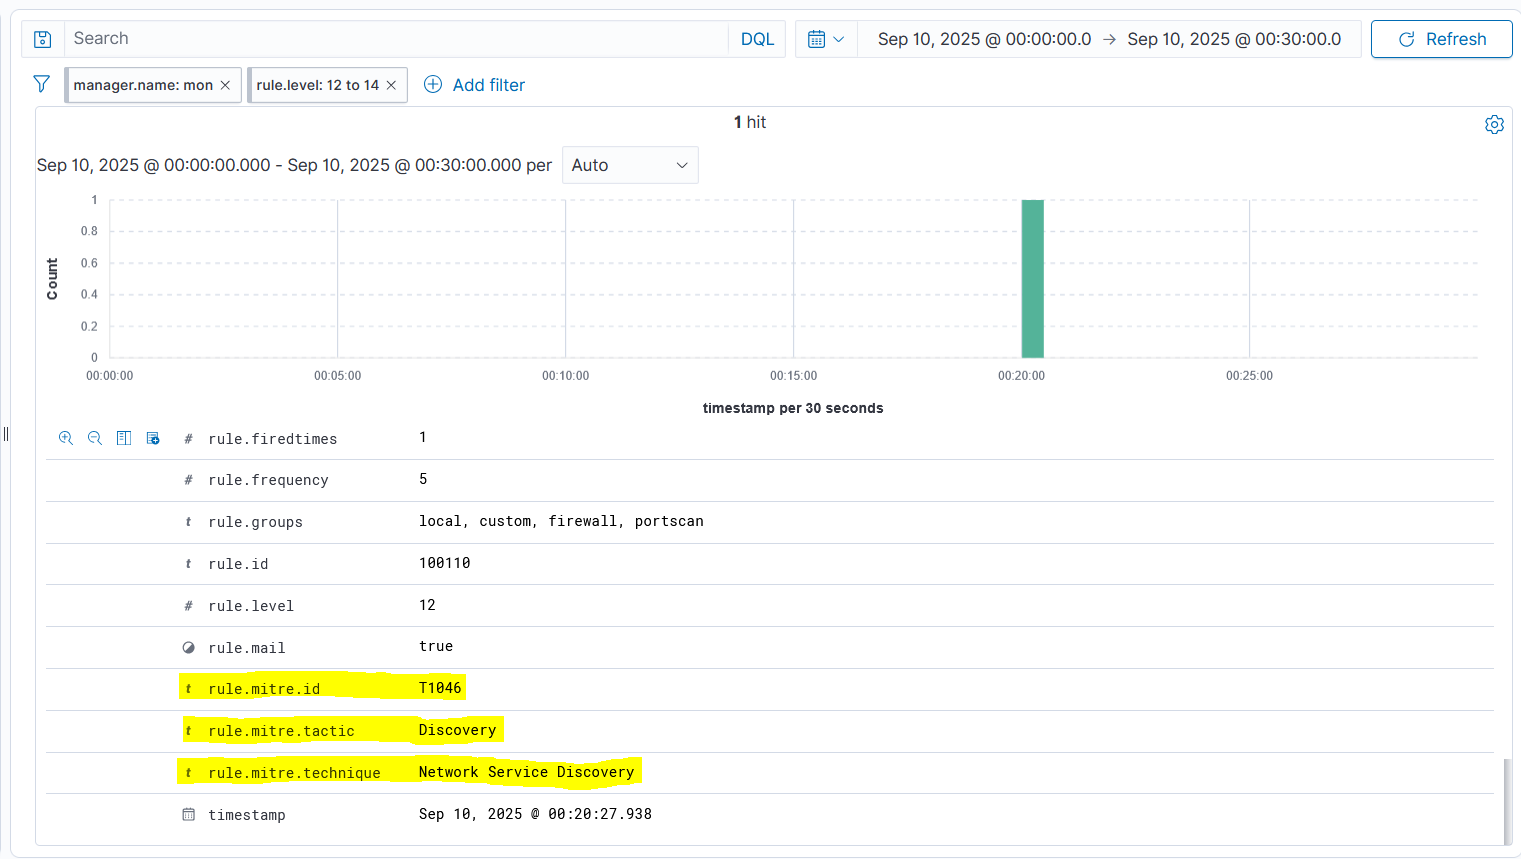 Search DQL Sep 10, 2025 @ 00:00:00.0 → Sep 10, 2025 @ 00:30:00.0 Refresh
manager.name: mon × rule.level: 12 to 14 × Add filter
1 hit
Sep 10, 2025 @ 00:00:00.000 - Sep 10, 2025 @ 00:30:00.000 per Auto
1
0.8
0.6
0.4
0.2
0
Count
00:00:00 00:05:00 00:10:00 00:15:00 00:20:00 00:25:00
timestamp per 30 seconds
# rule.firedtimes 1
# rule.frequency 5
t rule.groups local, custom, firewall, portscan
t rule.id 100110
# rule.level 12
rule.mail true
t rule.mitre.id T1046
t rule.mitre.tactic Discovery
t rule.mitre.technique Network Service Discovery
timestamp Sep 10, 2025 @ 00:20:27.938